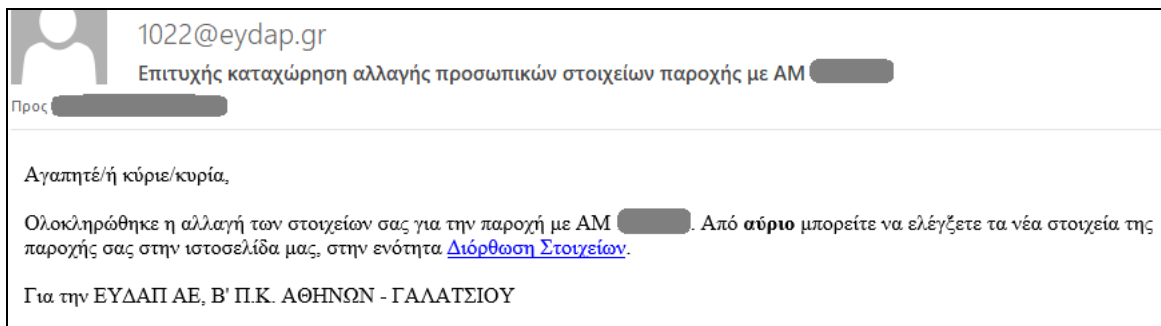 1022@eydap.gr
Επιτυχής καταχώρηση αλλαγής προσωπικών στοιχείων παροχής με ΑΜ
Προς
Αγαπητέ/ή κύριε/κυρία,
Ολοκληρώθηκε η αλλαγή των στοιχείων σας για την παροχή με ΑΜ . Από αύριο μπορείτε να ελέγξετε τα νέα στοιχεία της
παροχής σας στην ιστοσελίδα μας, στην ενότητα Διόρθωση Στοιχείων.
Για την ΕΥΔΑΠ ΑΕ, Β' Π.Κ. ΑΘΗΝΩΝ - ΓΑΛΑΤΣΙΟΥ